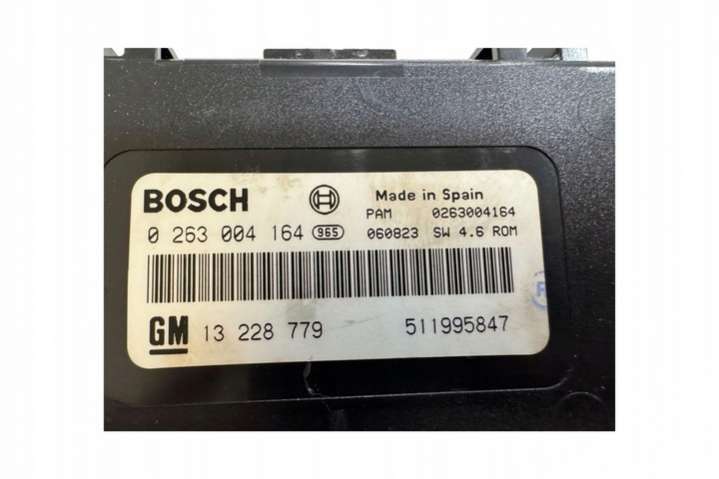 BOSCH
Made in Spain
PAM 0263004164
0 263 004 164 965
060823 SW 4.6 ROM
GM 13 228 779 511995847